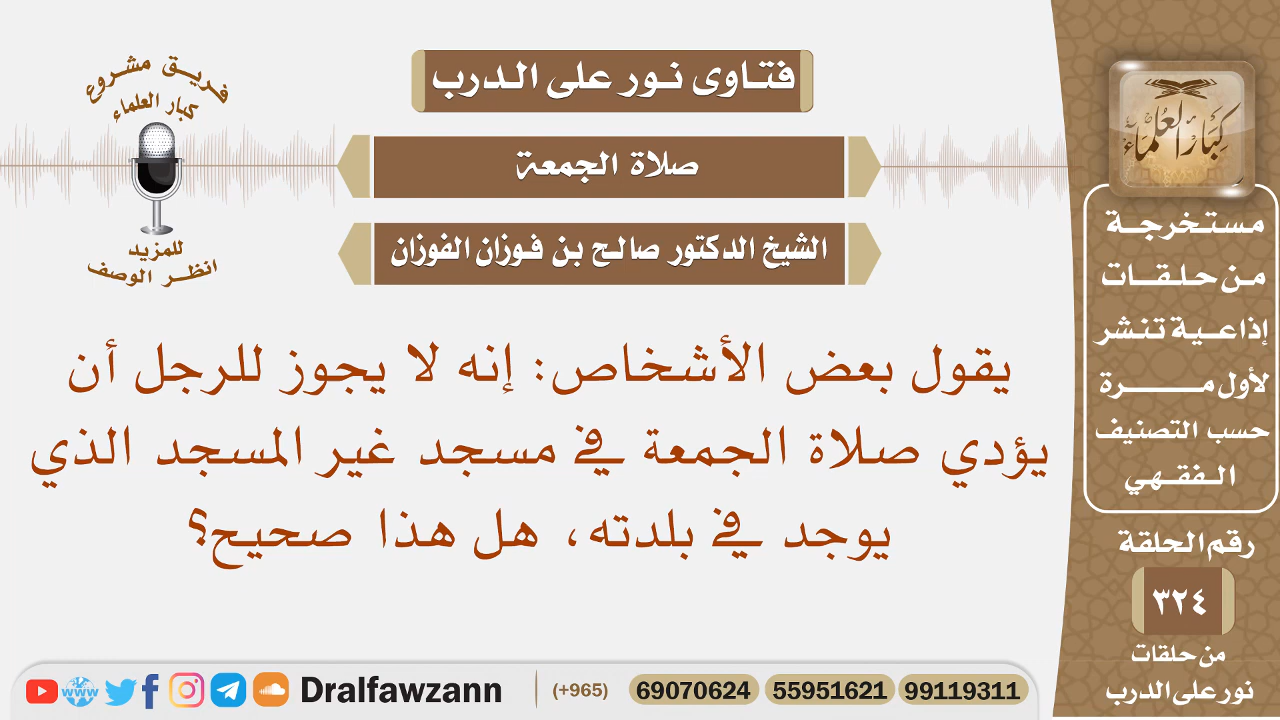 فتاوى نور على الدرب
صلاة الجمعة
الشيخ الدكتور صالح بن فوزان الفوزان
يقول بعض الأشخاص: إنه لا يجوز للرجل أن
يؤدي صلاة الجمعة في مسجد غير المسجد الذي
يوجد في بلدته، هل هذا صحيح؟
كبار العلماء
مستخرجة
من حلقات
إذاعية تنشر
لأول مرة
حسب التصنيف
الفقهي
رقم الحلقة
٣٢٤
من حلقات
نور على الدرب
فريق مشروع
كبار العلماء
للمزيد
انظر الوصف
www
Dralfawzann
(+965) 69070624 55951621 99119311